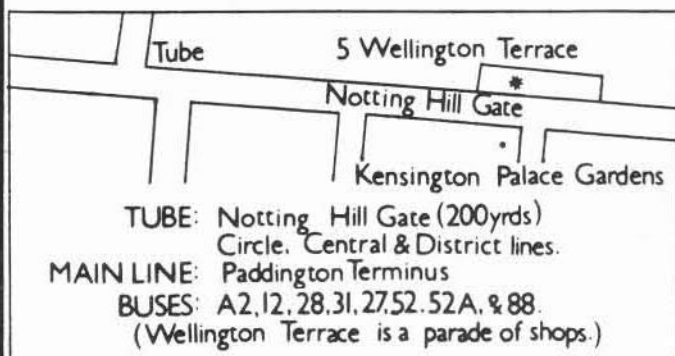 Tube
5 Wellington Terrace
Notting Hill Gate
Kensington Palace Gardens
TUBE: Notting Hill Gate (200yrds)
Circle. Central & District lines.
MAIN LINE: Paddington Terminus
BUSES: A2, 12, 28, 31, 27, 52. 52A, & 88.
(Wellington Terrace is a parade of shops.)